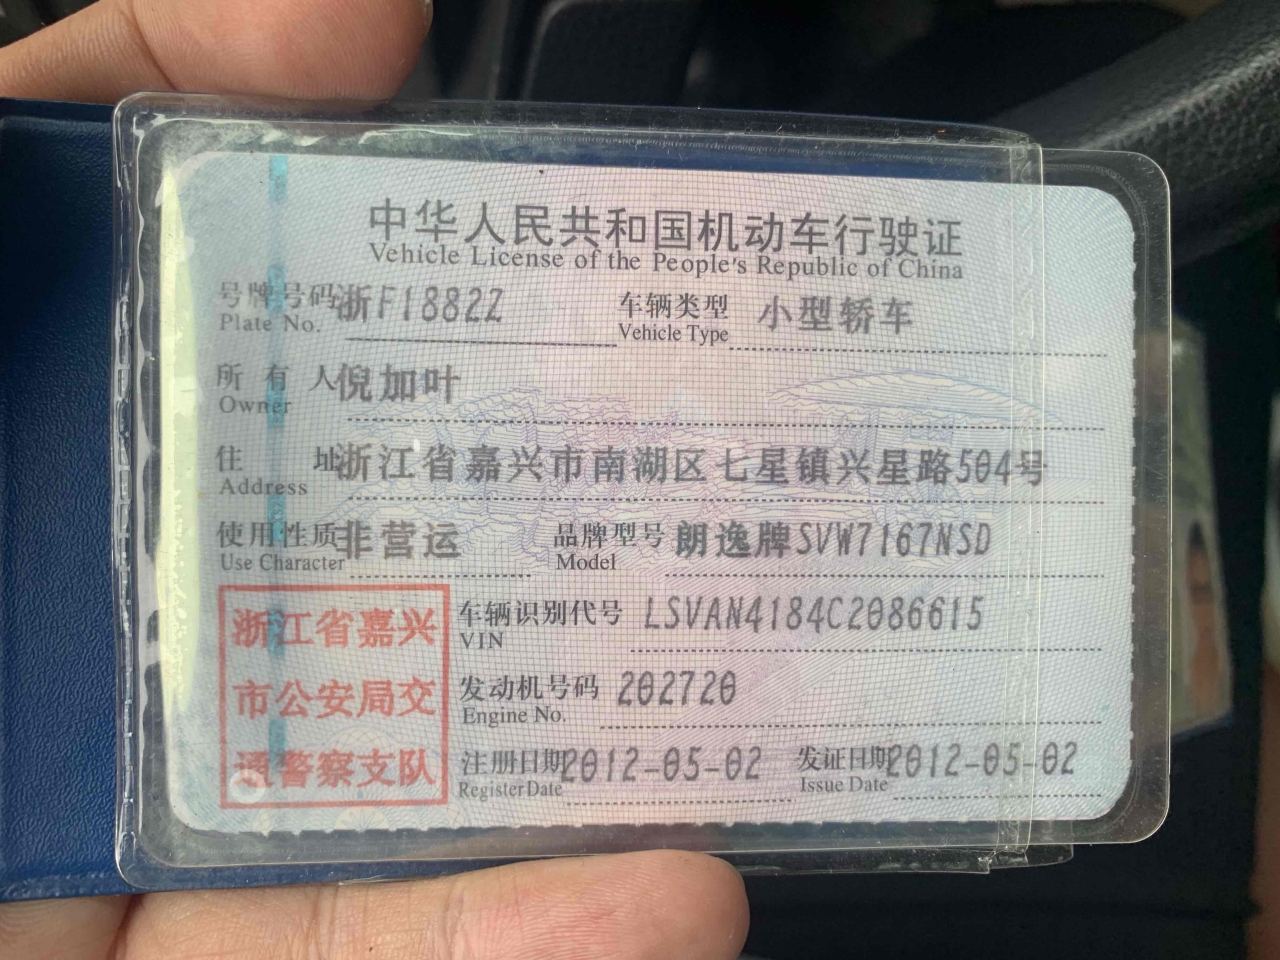 中华人民共和国机动车行驶证
Vehicle License of the People's Republic of China
号牌号码 浙F1882Z 车辆类型 小型轿车
Plate No. Vehicle Type
所有人 倪加叶
Owner
住址 浙江省嘉兴市南湖区七星镇兴星路504号
Address
使用性质 非营运 品牌型号 朗逸牌SVW7167NSD
Use Character Model
浙江省嘉兴
市公安局交
通警察支队
车辆识别代号 LSVAN4184C2086615
VIN
发动机号码 202720
Engine No.
注册日期 2012-05-02 发证日期 2012-05-02
Register Date Issue Date